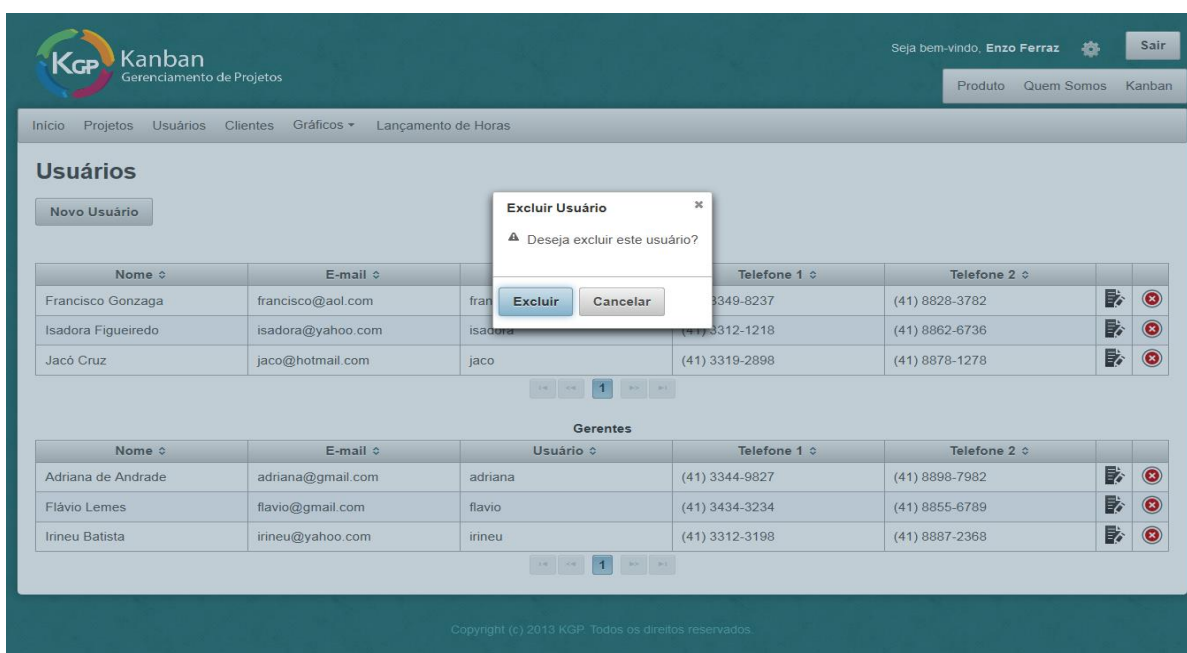 KGP Kanban
Gerenciamento de Projetos
Seja bem-vindo, Enzo Ferraz Sair
Produto Quem Somos Kanban
Início Projetos Usuários Clientes Gráficos Lançamento de Horas
Usuários
Novo Usuário
Excluir Usuário
Deseja excluir este usuário?
Excluir Cancelar
Nome E-mail Telefone 1 Telefone 2
Francisco Gonzaga francisco@aol.com fran 3349-8237 (41) 8828-3782
Isadora Figueiredo isadora@yahoo.com isadora (41) 3312-1218 (41) 8862-6736
Jacó Cruz jaco@hotmail.com jaco (41) 3319-2898 (41) 8878-1278
1
Gerentes
Nome E-mail Usuário Telefone 1 Telefone 2
Adriana de Andrade adriana@gmail.com adriana (41) 3344-9827 (41) 8898-7982
Flávio Lemes flavio@gmail.com flavio (41) 3434-3234 (41) 8855-6789
Irineu Batista irineu@yahoo.com irineu (41) 3312-3198 (41) 8887-2368
1
Copyright (c) 2013 KGP. Todos os direitos reservados.